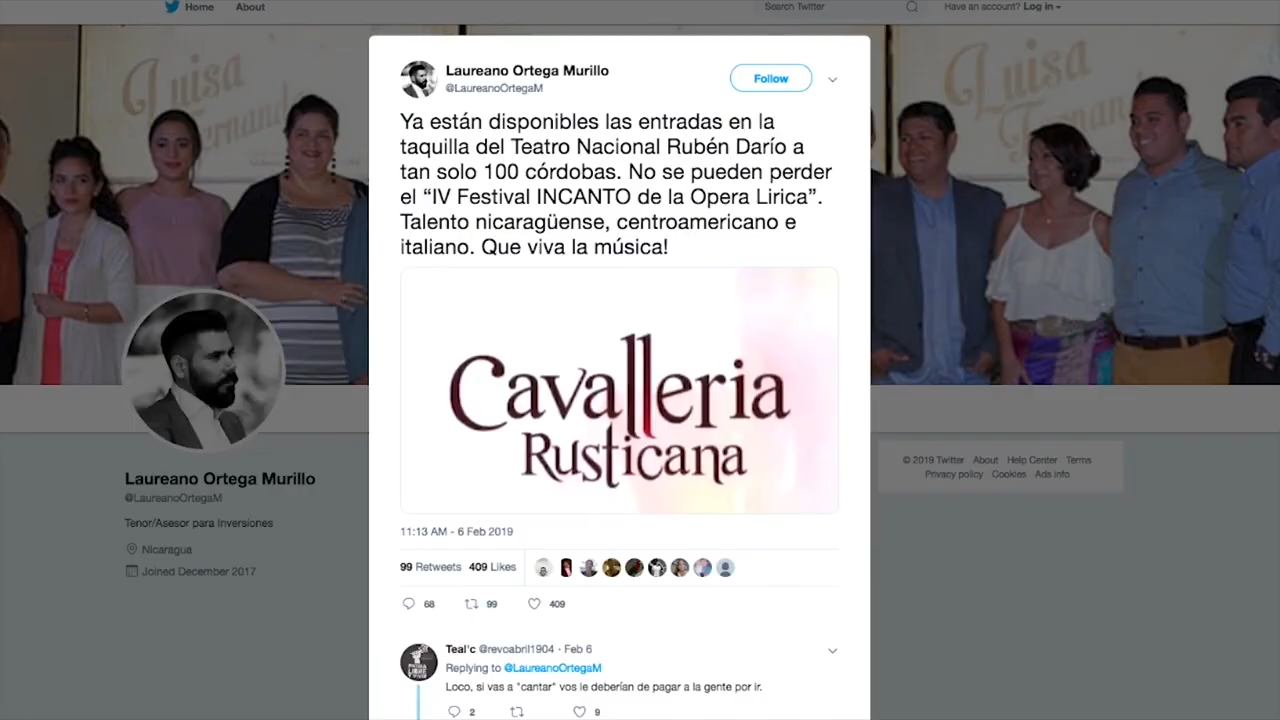 Home About Search Twitter Have an account? Log in
Luisa
Fernanda
Luisa
Fernanda
Laureano Ortega Murillo
@LaureanoOrtegaM
Follow
Ya están disponibles las entradas en la
taquilla del Teatro Nacional Rubén Darío a
tan solo 100 córdobas. No se pueden perder
el “IV Festival INCANTO de la Opera Lirica”.
Talento nicaragüense, centroamericano e
italiano. Que viva la música!
Cavalleria
Rusticana
11:13 AM - 6 Feb 2019
99 Retweets 409 Likes
68 99 409
Teal'c @revoabril1904 · Feb 6
Replying to @LaureanoOrtegaM
Loco, si vas a "cantar" vos le deberían de pagar a la gente por ir.
2 9
Laureano Ortega Murillo
@LaureanoOrtegaM
Tenor/Asesor para Inversiones
Nicaragua
Joined December 2017
© 2019 Twitter About Help Center Terms
Privacy policy Cookies Ads info